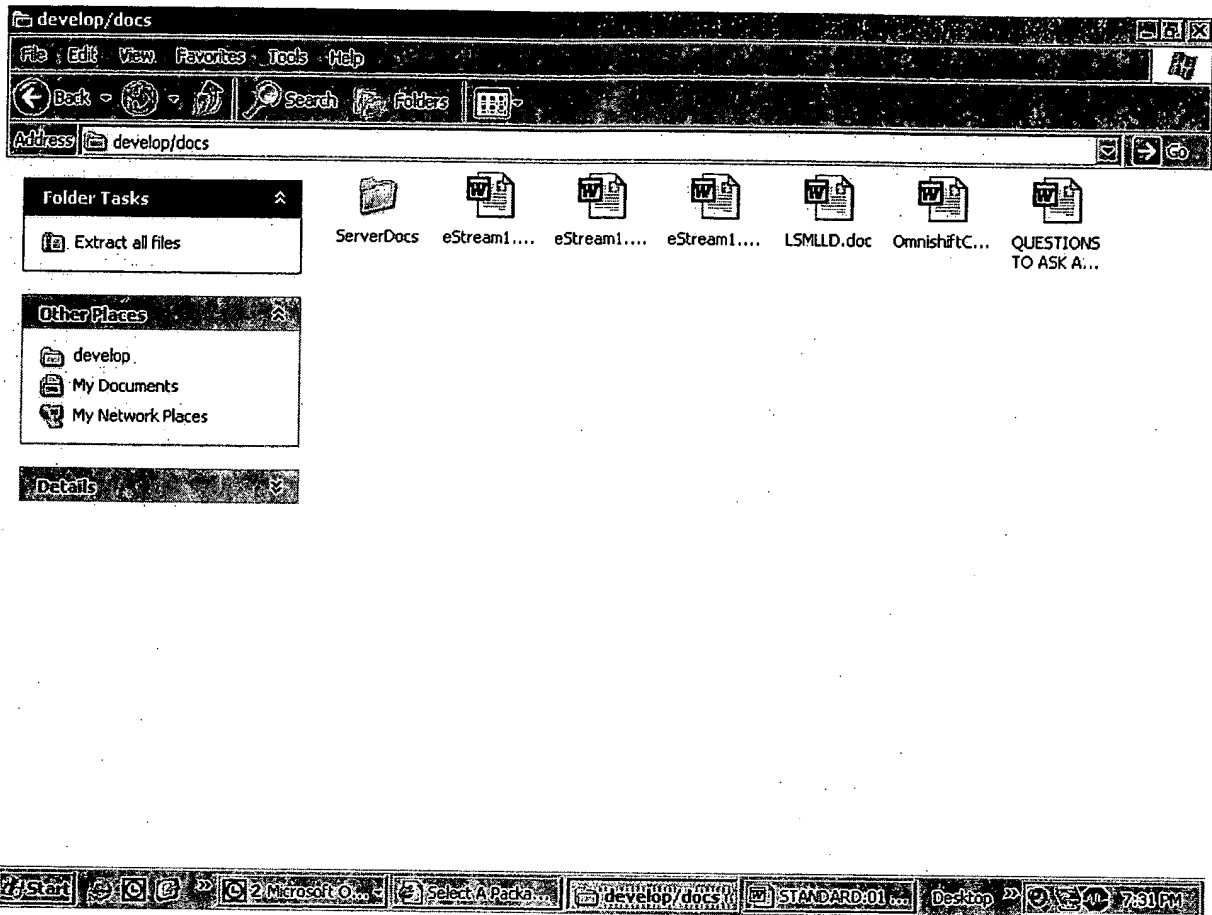 develop/docs
File Edit View Favorites Tools Help
Back Search Folders
Address develop/docs Go
Folder Tasks
Extract all files
Other Places
develop
My Documents
My Network Places
Details
ServerDocs eStream1.... eStream1.... eStream1.... LSMLLD.doc OmnishiftC... QUESTIONS
TO ASK A...
Start 2 Microsoft O... Select A Packa... develop/docs STANDARD:01 ... Desktop 7:31 PM